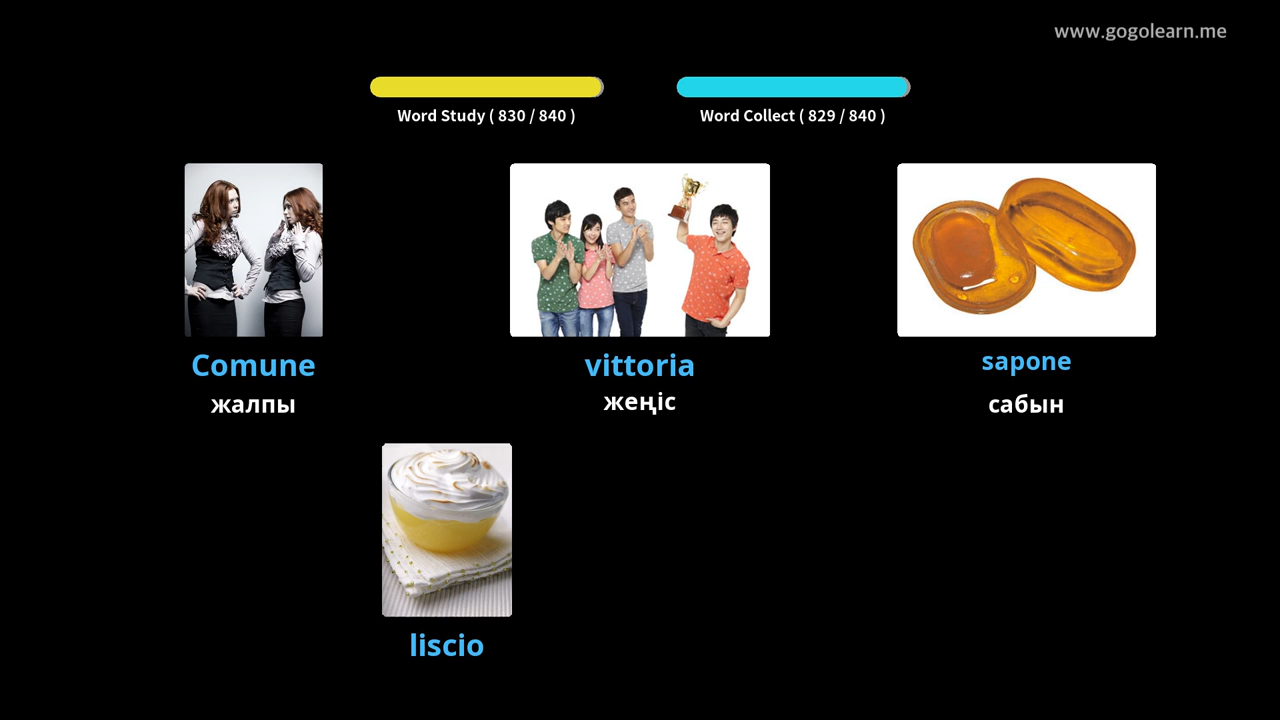 www.gogolearn.me
Word Study ( 830 / 840 )
Word Collect ( 829 / 840 )
Comune
жалпы
vittoria
жеңіс
sapone
сабын
liscio